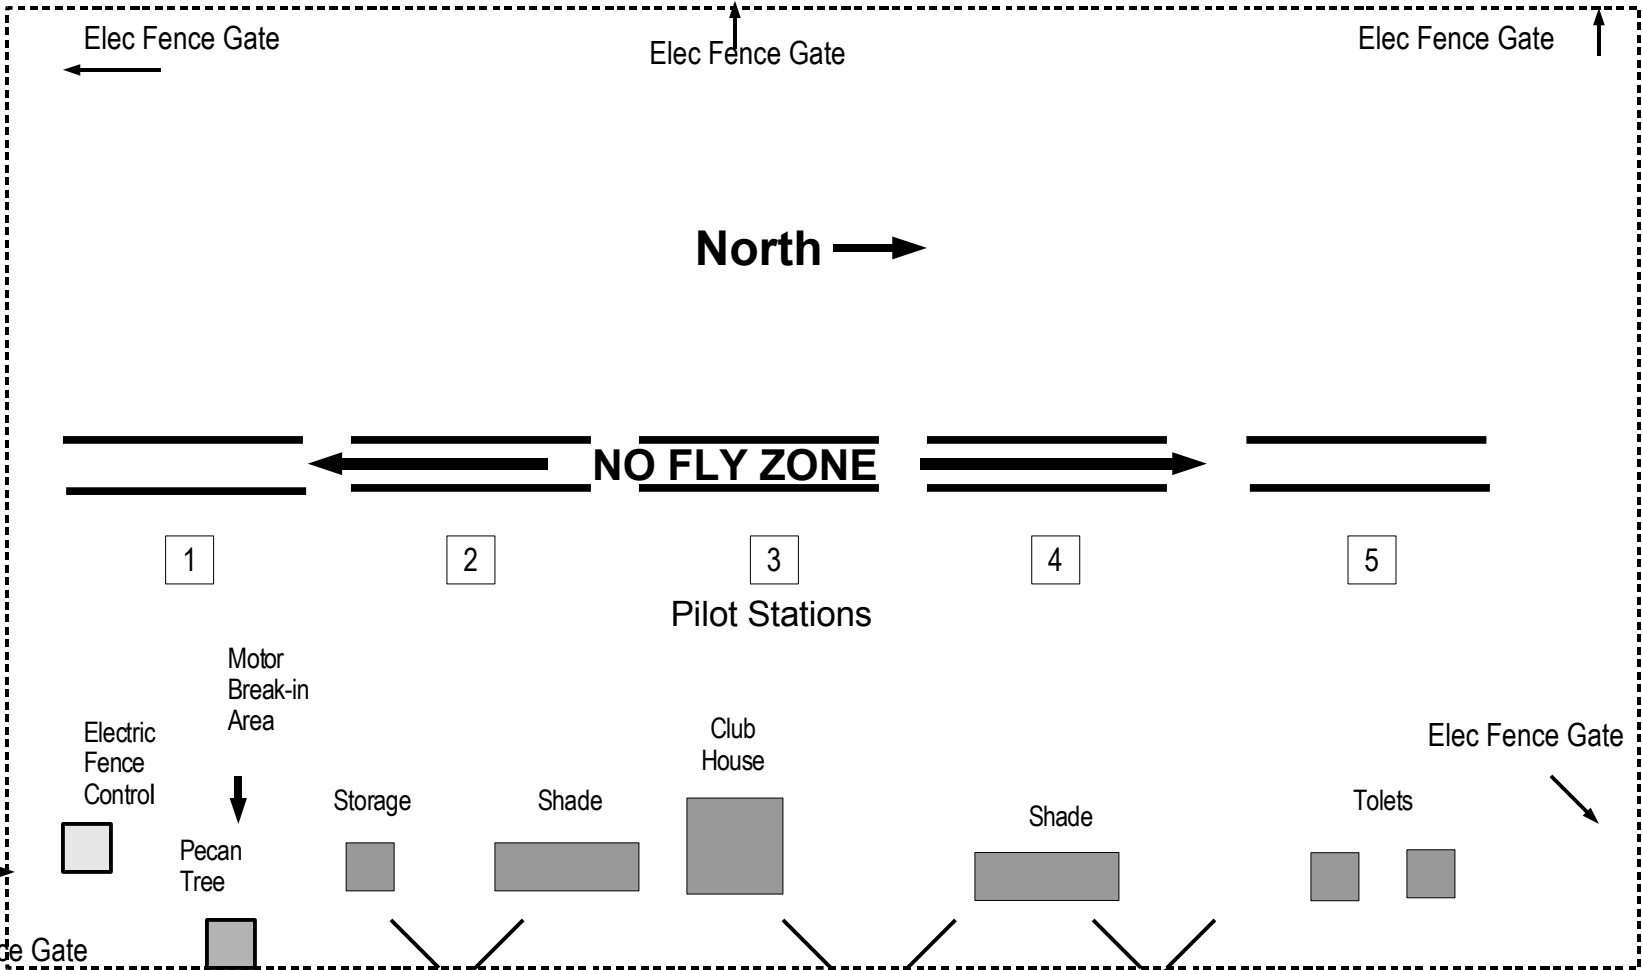 Elec Fence Gate
Elec Fence Gate
Elec Fence Gate
North
NO FLY ZONE
1
2
3
4
5
Pilot Stations
Motor
Break-in
Area
Electric
Fence
Control
Club
House
Elec Fence Gate
Storage
Shade
Shade
Tolets
Pecan
Tree
ce Gate